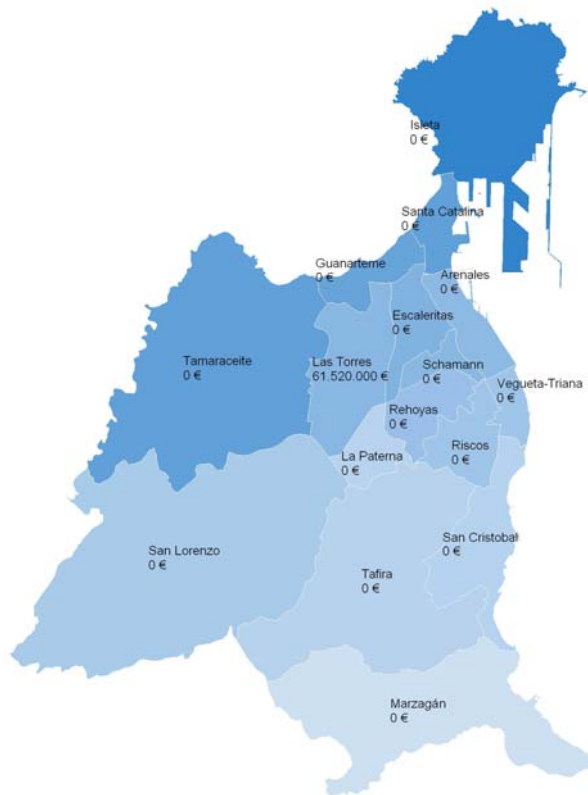 Isleta
0 €
Santa Catalina
0 €
Guanarteme
0 €
Arenales
0 €
Escaleritas
0 €
Tamaraceite
0 €
Las Torres
61.520.000 €
Schamann
0 €
Vegueta-Triana
0 €
Rehoyas
0 €
Riscos
0 €
La Paterna
0 €
San Lorenzo
0 €
San Cristobal
0 €
Tafira
0 €
Marzagán
0 €